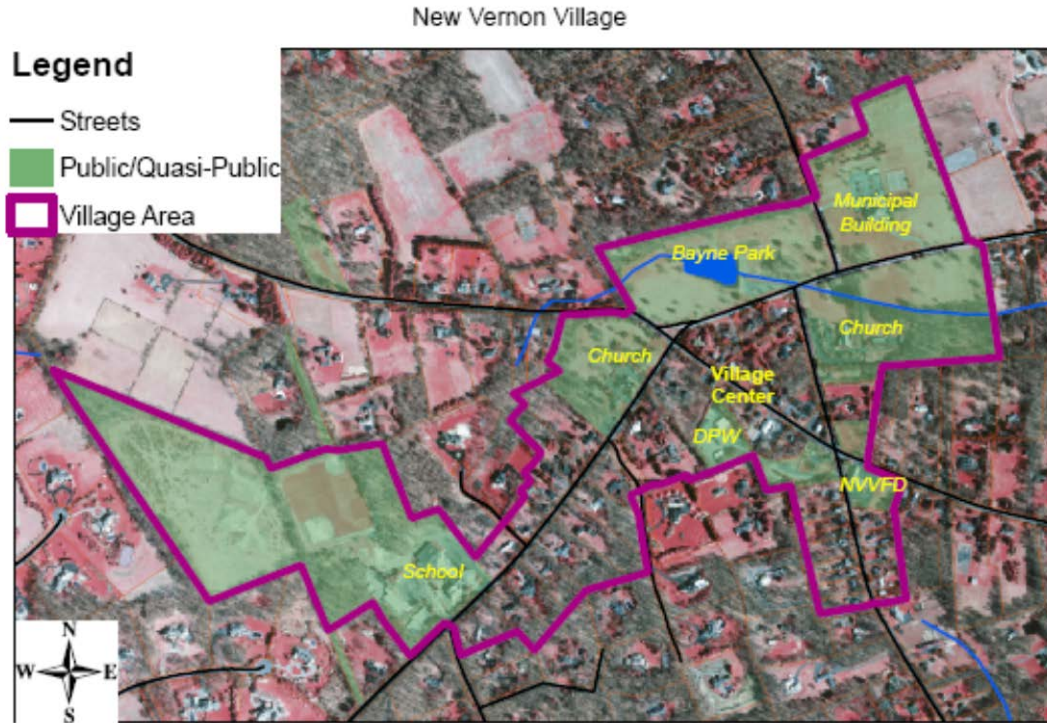 New Vernon Village
Legend
Streets
Public/Quasi-Public
Village Area
Municipal
Building
Bayne Park
Church
Church
Village
Center
DPW
NVVFD
School
N
W E
S